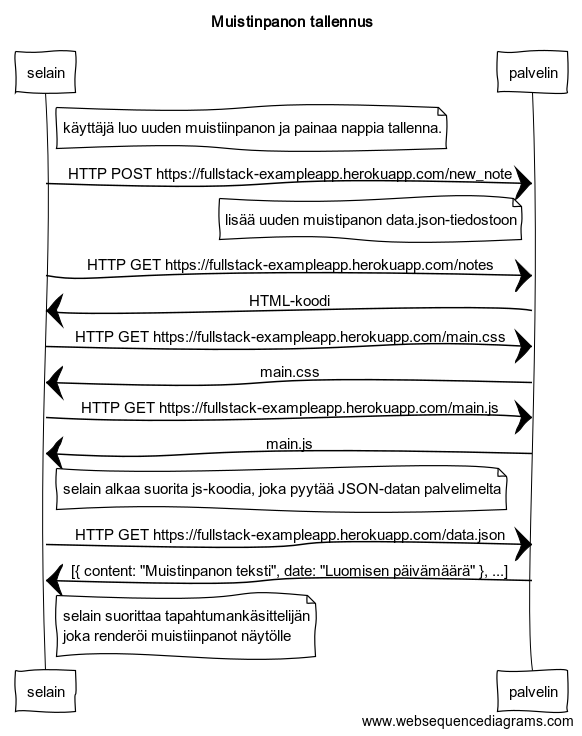 Muistinpanon tallennus
selain
palvelin
käyttäjä luo uuden muistiinpanon ja painaa nappia tallenna.
HTTP POST https://fullstack-exampleapp.herokuapp.com/new_note
lisää uuden muistipanon data.json-tiedostoon
HTTP GET https://fullstack-exampleapp.herokuapp.com/notes
HTML-koodi
HTTP GET https://fullstack-exampleapp.herokuapp.com/main.css
main.css
HTTP GET https://fullstack-exampleapp.herokuapp.com/main.js
main.js
selain alkaa suorita js-koodia, joka pyytää JSON-datan palvelimelta
HTTP GET https://fullstack-exampleapp.herokuapp.com/data.json
[{ content: "Muistinpanon teksti", date: "Luomisen päivämäärä" }, ...]
selain suorittaa tapahtumankäsittelijän
joka renderöi muistiinpanot näytölle
selain
palvelin
www.websequencediagrams.com